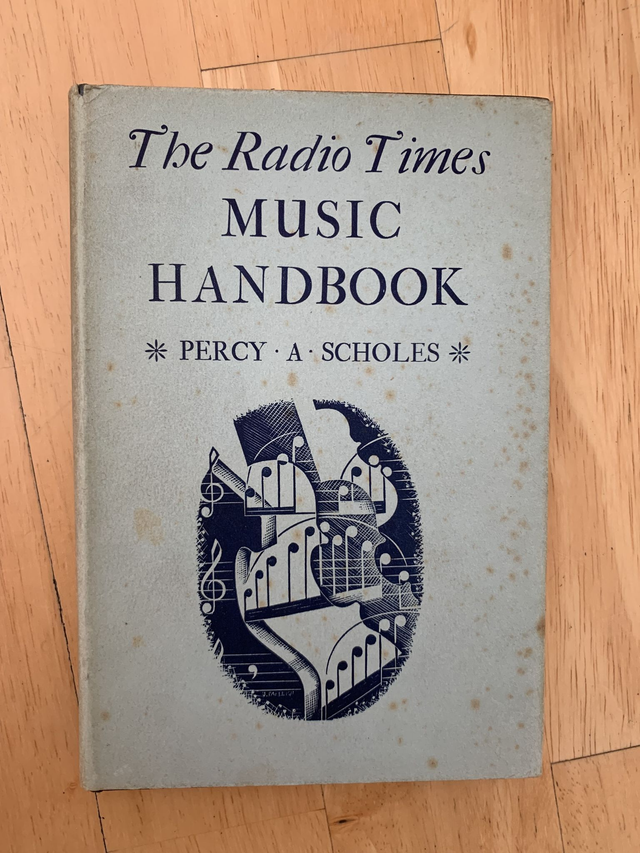 The Radio Times
MUSIC
HANDBOOK
* PERCY · A · SCHOLES *